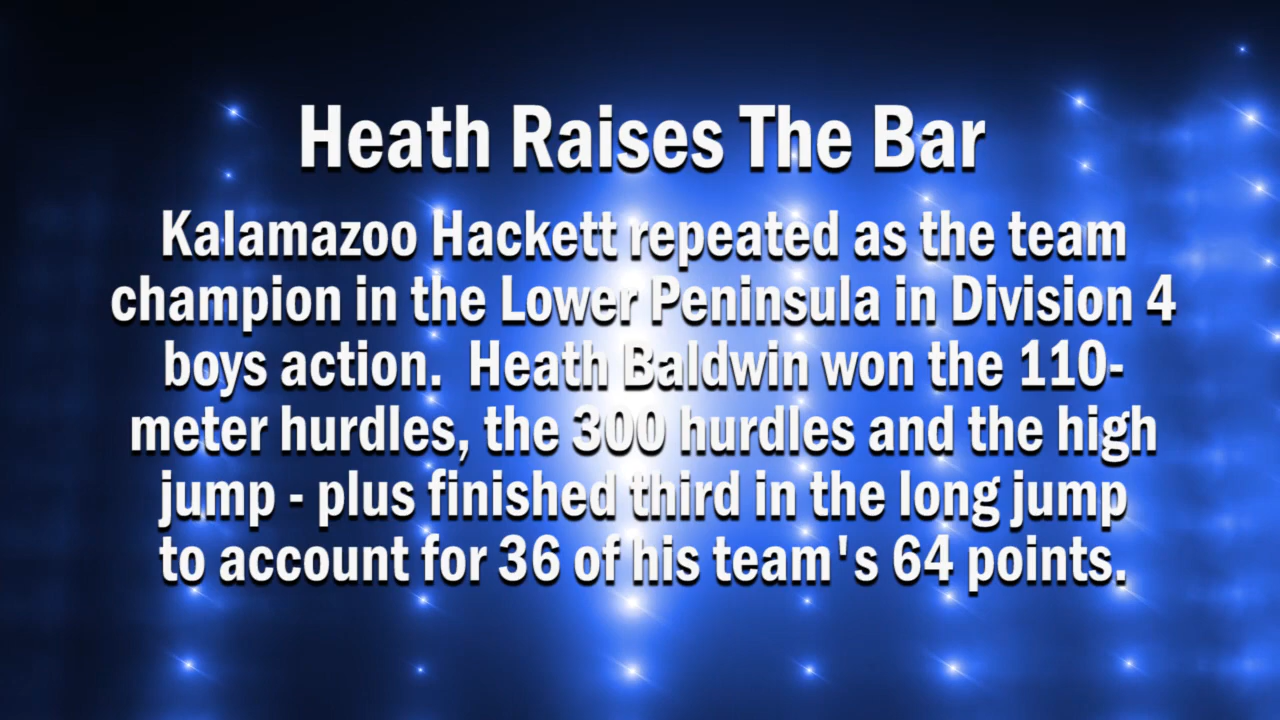 Heath Raises The Bar
Kalamazoo Hackett repeated as the team
champion in the Lower Peninsula in Division 4
boys action.  Heath Baldwin won the 110-
meter hurdles, the 300 hurdles and the high
jump - plus finished third in the long jump
to account for 36 of his team's 64 points.